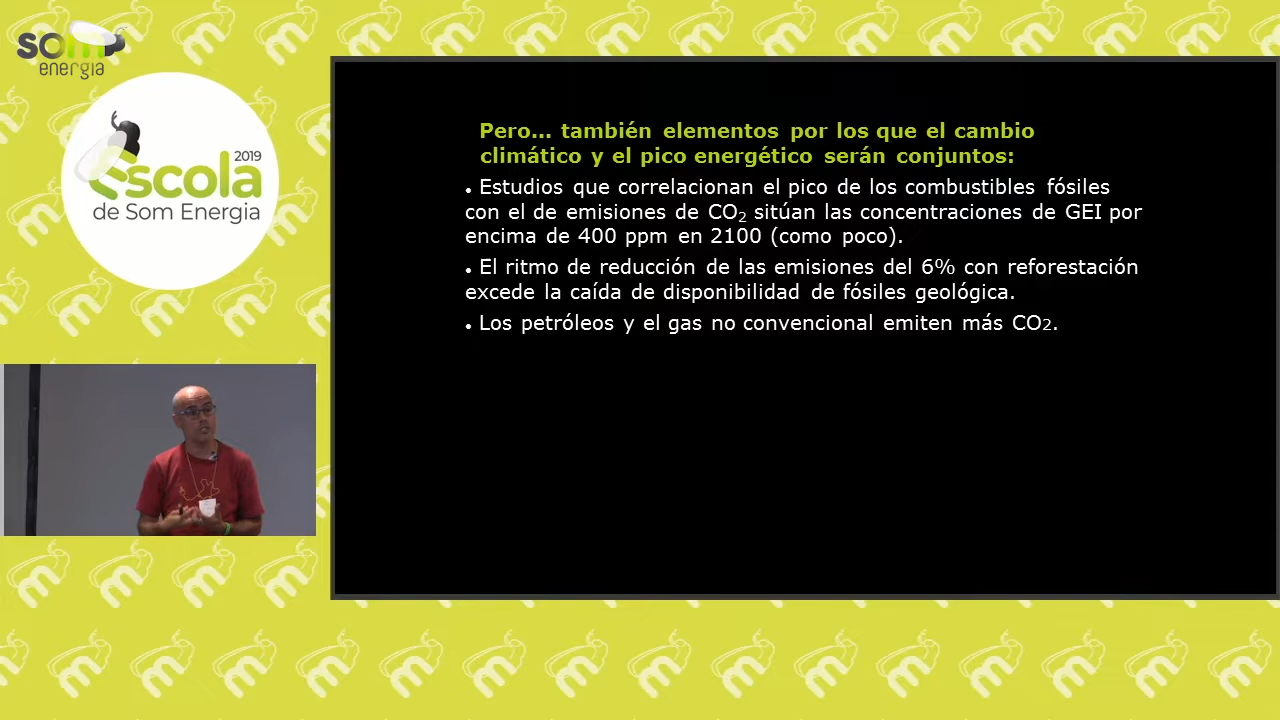 som
energia
2019
Escola
de Som Energia
Pero... también elementos por los que el cambio
climático y el pico energético serán conjuntos:
• Estudios que correlacionan el pico de los combustibles fósiles
con el de emisiones de CO₂ sitúan las concentraciones de GEI por
encima de 400 ppm en 2100 (como poco).
• El ritmo de reducción de las emisiones del 6% con reforestación
excede la caída de disponibilidad de fósiles geológica.
• Los petróleos y el gas no convencional emiten más CO₂.